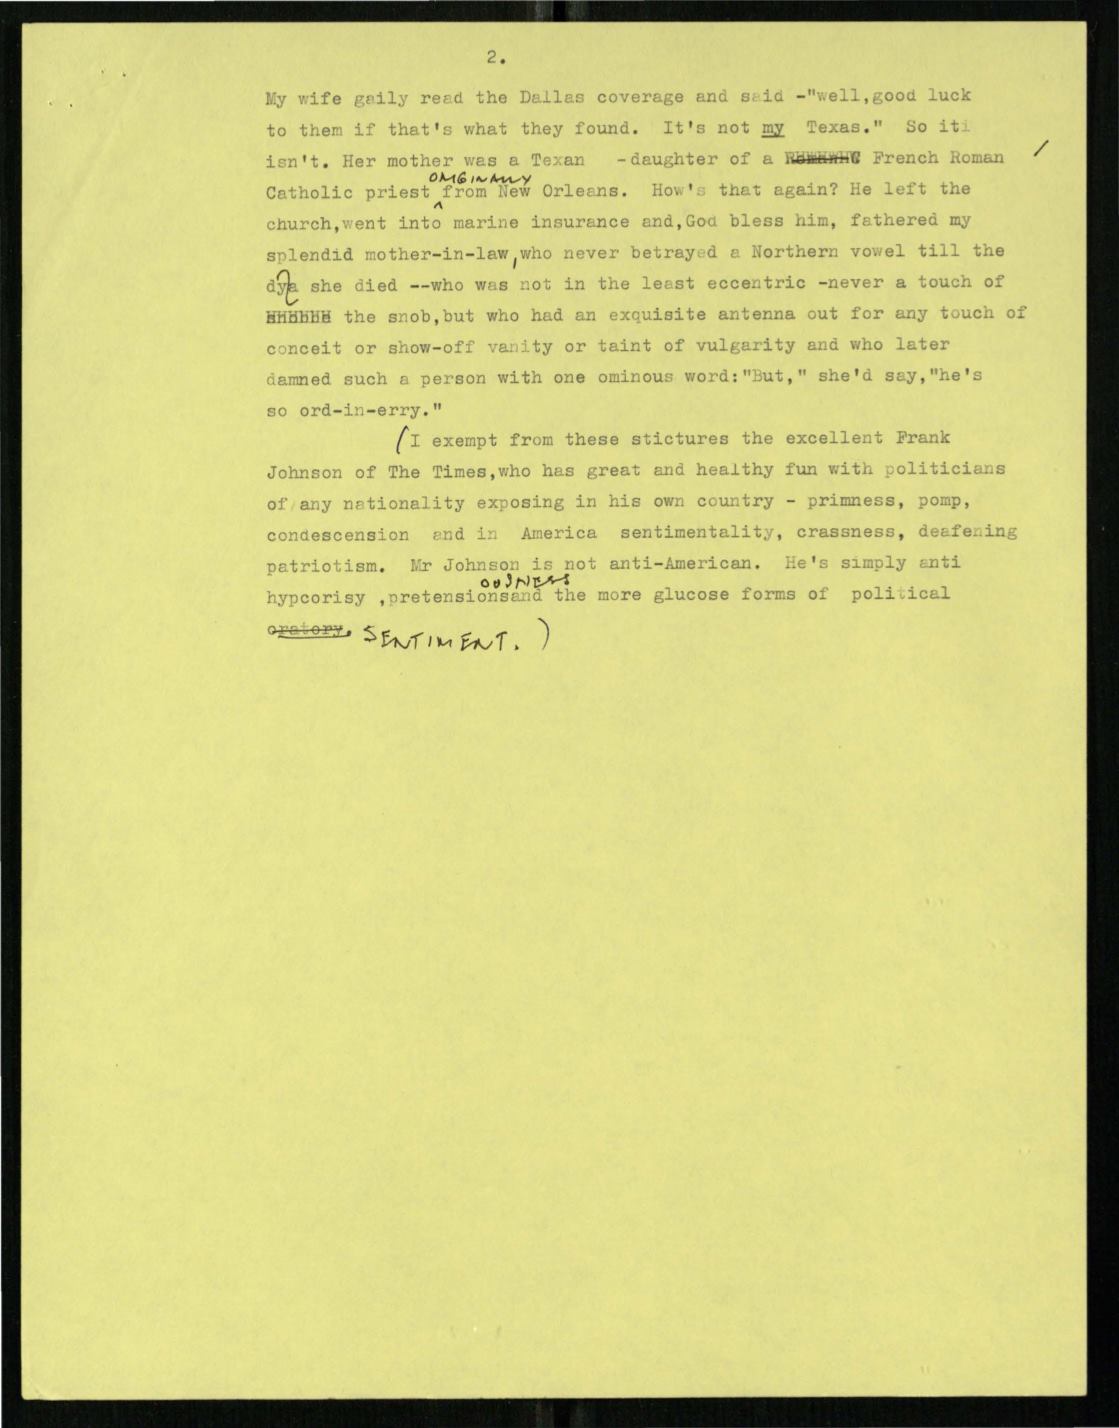 2.
My wife gaily read the Dallas coverage and said -"well,good luck
to them if that's what they found. It's not my Texas." So iti
isn't. Her mother was a Texan -daughter of a French Roman /
ORIGINALLY
Catholic priest ^ from New Orleans. How's that again? He left the
church,went into marine insurance and,God bless him, fathered my
splendid mother-in-law,who never betrayed a Northern vowel till the
dya she died --who was not in the least eccentric -never a touch of
the snob,but who had an exquisite antenna out for any touch of
conceit or show-off vanity or taint of vulgarity and who later
damned such a person with one ominous word:"But," she'd say,"he's
so ord-in-erry."
(I exempt from these stictures the excellent Frank
Johnson of The Times,who has great and healthy fun with politicians
of any nationality exposing in his own country - primness, pomp,
condescension and in America sentimentality, crassness, deafening
patriotism. Mr Johnson is not anti-American. He's simply anti
OUSNESS
hypcorisy ,pretensionsand the more glucose forms of political
oratory. SENTIMENT. )